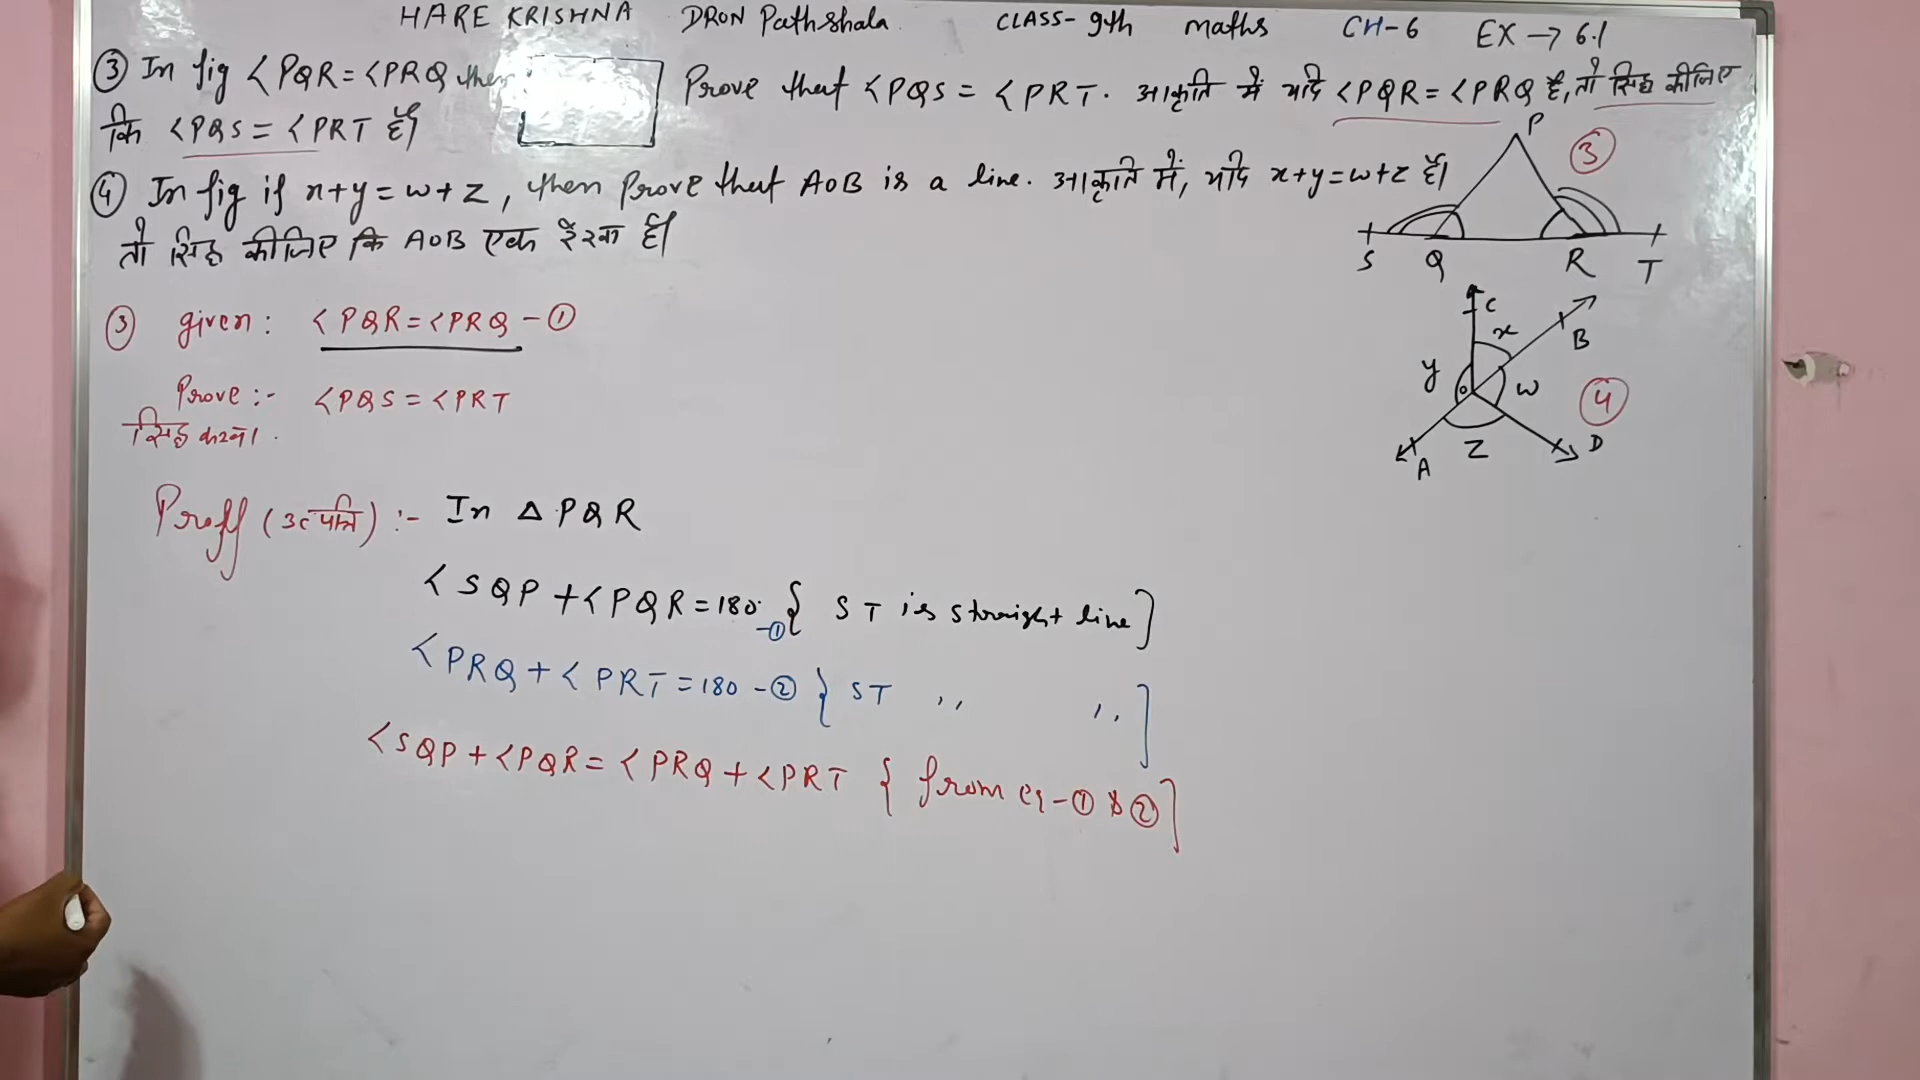 HARE KRISHNA DRON Pathshala CLASS- 9th maths CH-6 EX → 6.1
③ In fig <PQR = <PRQ then Prove that <PQS = <PRT. आकृति में यदि <PQR = <PRQ है, तो सिद्ध कीजिए
कि <PQS = <PRT है।
④ In fig if x+y = w+z, then Prove that AOB is a line. आकृति में, यदि x+y=w+z है।
तो सिद्ध कीजिए कि AOB एक रेखा है।
P
③
S Q R T
C
x
B
y
O
w
④
A
Z
D
③ given: <PQR = <PRQ - ①
Prove :- <PQS = <PRT
सिद्ध करना।
Proff (उत्पत्ति) :- In △ PQR
<SQP + <PQR = 180 -① { ST is straight line ]
<PRQ + <PRT = 180 - ② } ST ,, ,, ]
<SQP + <PQR = <PRQ + <PRT { from eq - ① & ② ]